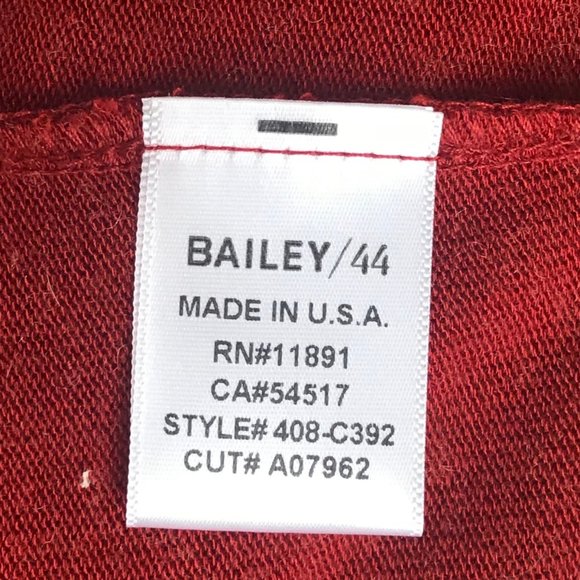 BAILEY/44
MADE IN U.S.A.
RN#11891
CA#54517
STYLE# 408-C392
CUT# A07962